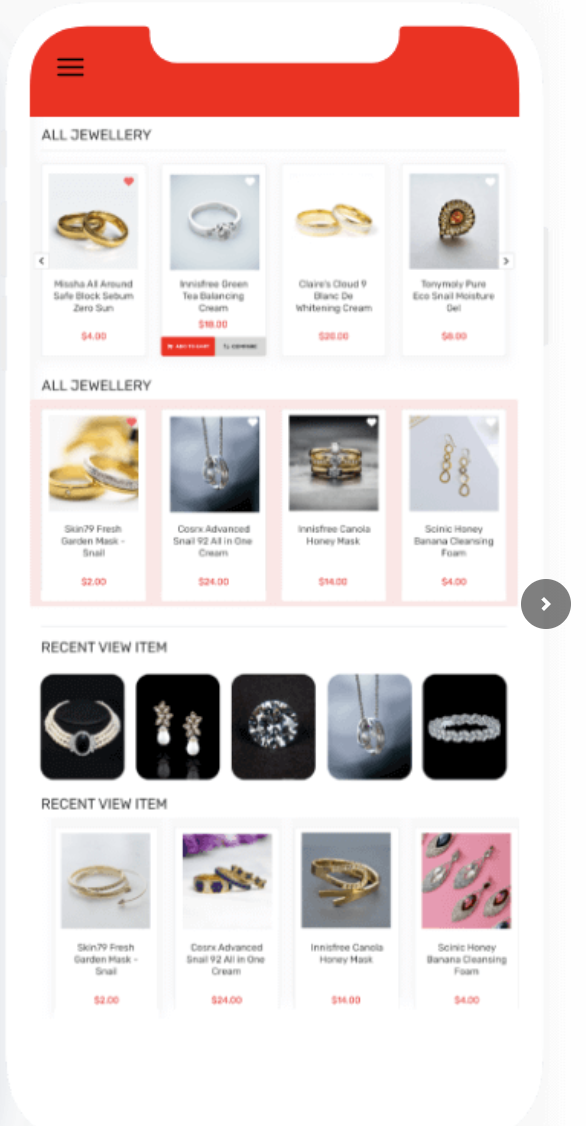 ALL JEWELLERY
Missha All Around
Safe Block Sebum
Zero Sun
$4.00
Innisfree Green
Tea Balancing
Cream
$18.00
ADD TO CART
COMPARE
Claire's Cloud 9
Blanc De
Whitening Cream
$26.00
Tonymoly Pure
Eco Snail Moisture
Gel
$8.00
ALL JEWELLERY
Skin79 Fresh
Garden Mask -
Snail
$2.00
Cosrx Advanced
Snail 92 All in One
Cream
$24.00
Innisfree Canola
Honey Mask
$14.00
Scinic Honey
Banana Cleansing
Foam
$4.00
RECENT VIEW ITEM
RECENT VIEW ITEM
Skin79 Fresh
Garden Mask -
Snail
$2.00
Cosrx Advanced
Snail 92 All in One
Cream
$24.00
Innisfree Canola
Honey Mask
$14.00
Scinic Honey
Banana Cleansing
Foam
$4.00